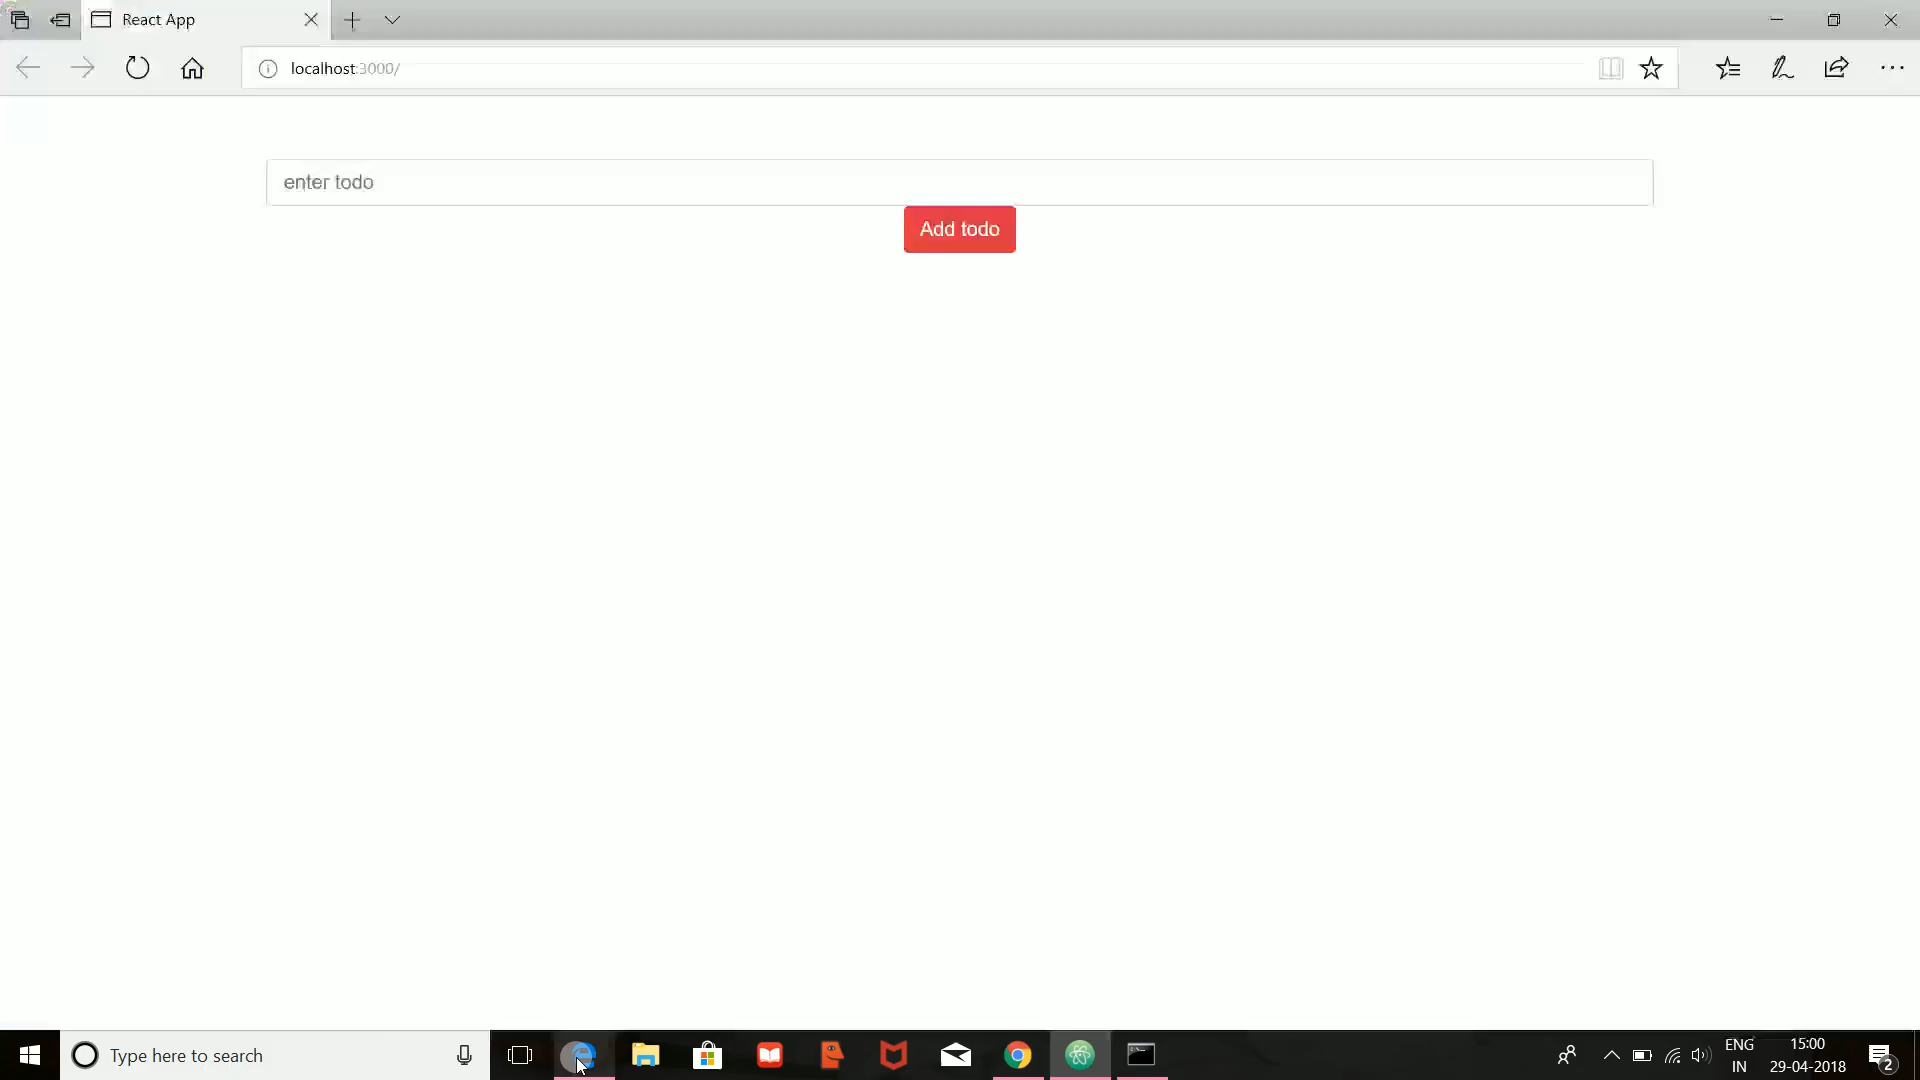 React App
localhost:3000/
enter todo
Add todo
Type here to search
ENG
IN
15:00
29-04-2018
2